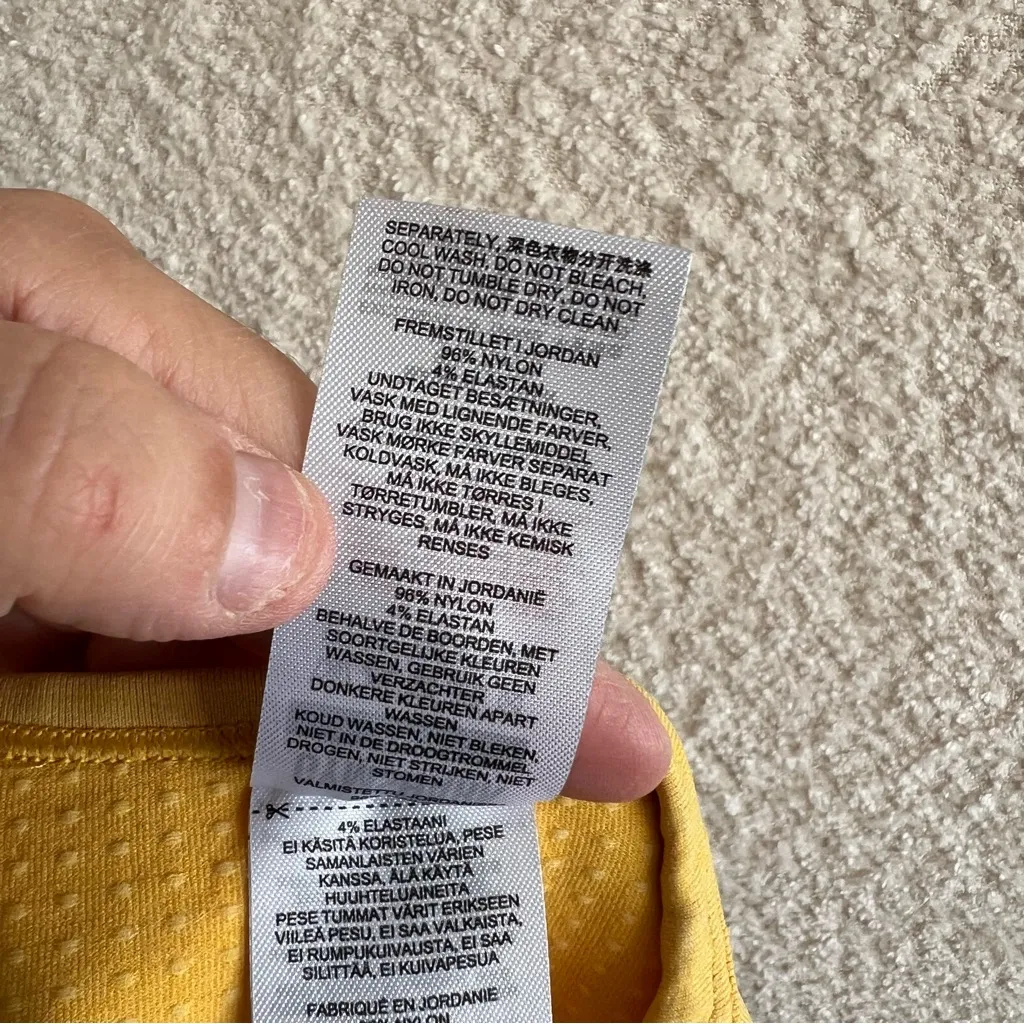 SEPARATELY, 深色衣物分开洗涤
COOL WASH, DO NOT BLEACH,
DO NOT TUMBLE DRY, DO NOT
IRON, DO NOT DRY CLEAN
FREMSTILLET I JORDAN
96% NYLON
4% ELASTAN
UNDTAGET BESÆTNINGER,
VASK MED LIGNENDE FARVER,
BRUG IKKE SKYLLEMIDDEL
VASK MØRKE FARVER SEPARAT
KOLDVASK, MÅ IKKE BLEGES,
MÅ IKKE TØRRES I
TØRRETUMBLER, MÅ IKKE
STRYGES, MÅ IKKE KEMISK
RENSES
GEMAAKT IN JORDANIË
96% NYLON
4% ELASTAN
BEHALVE DE BOORDEN, MET
SOORTGELIJKE KLEUREN
WASSEN, GEBRUIK GEEN
VERZACHTER
DONKERE KLEUREN APART
WASSEN
KOUD WASSEN, NIET BLEKEN,
NIET IN DE DROOGTROMMEL
DROGEN, NIET STRIJKEN, NIET
STOMEN
VALMISTETTU JORDANIA
4% ELASTAANI
EI KÄSITÄ KORISTELUA, PESE
SAMANLAISTEN VÄRIEN
KANSSA, ÄLÄ KÄYTÄ
HUUHTELUAINEITA
PESE TUMMAT VÄRIT ERIKSEEN
VIILEÄ PESU, EI SAA VALKAISTA,
EI RUMPUKUIVAUSTA, EI SAA
SILITTÄÄ, EI KUIVAPESUA
FABRIQUÉ EN JORDANIE
NYLON